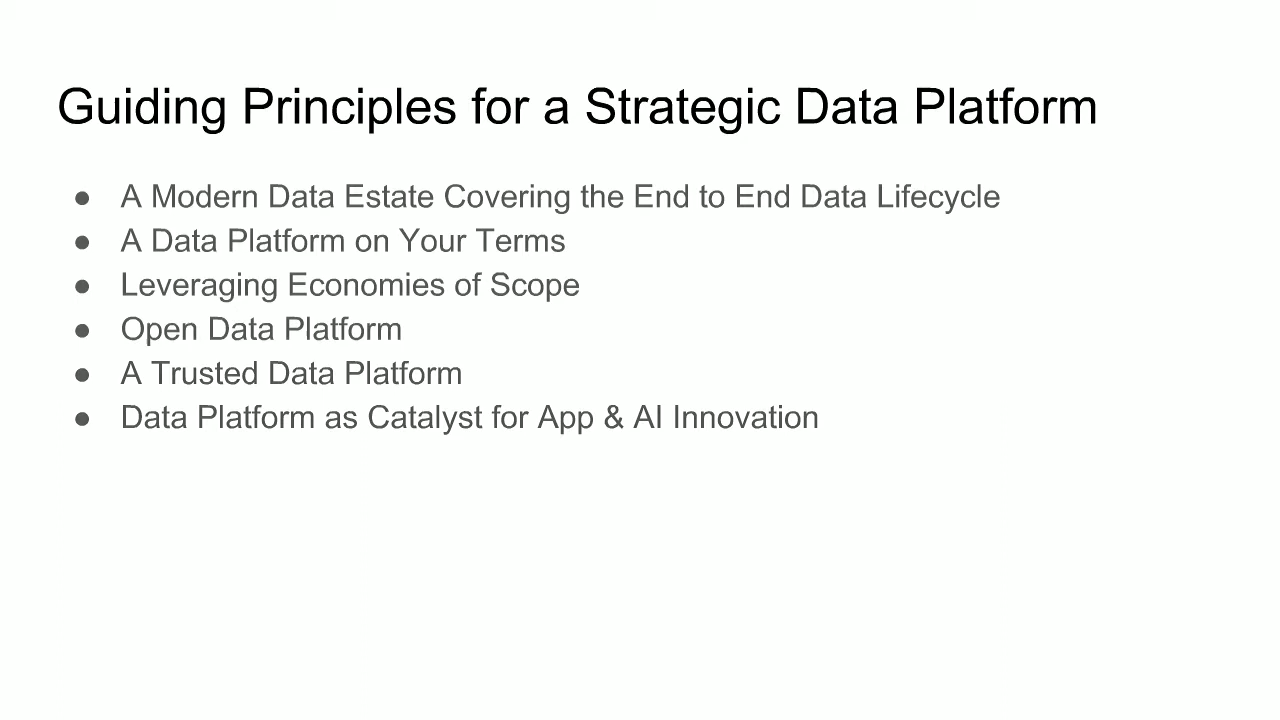 Guiding Principles for a Strategic Data Platform
● A Modern Data Estate Covering the End to End Data Lifecycle
● A Data Platform on Your Terms
● Leveraging Economies of Scope
● Open Data Platform
● A Trusted Data Platform
● Data Platform as Catalyst for App & AI Innovation